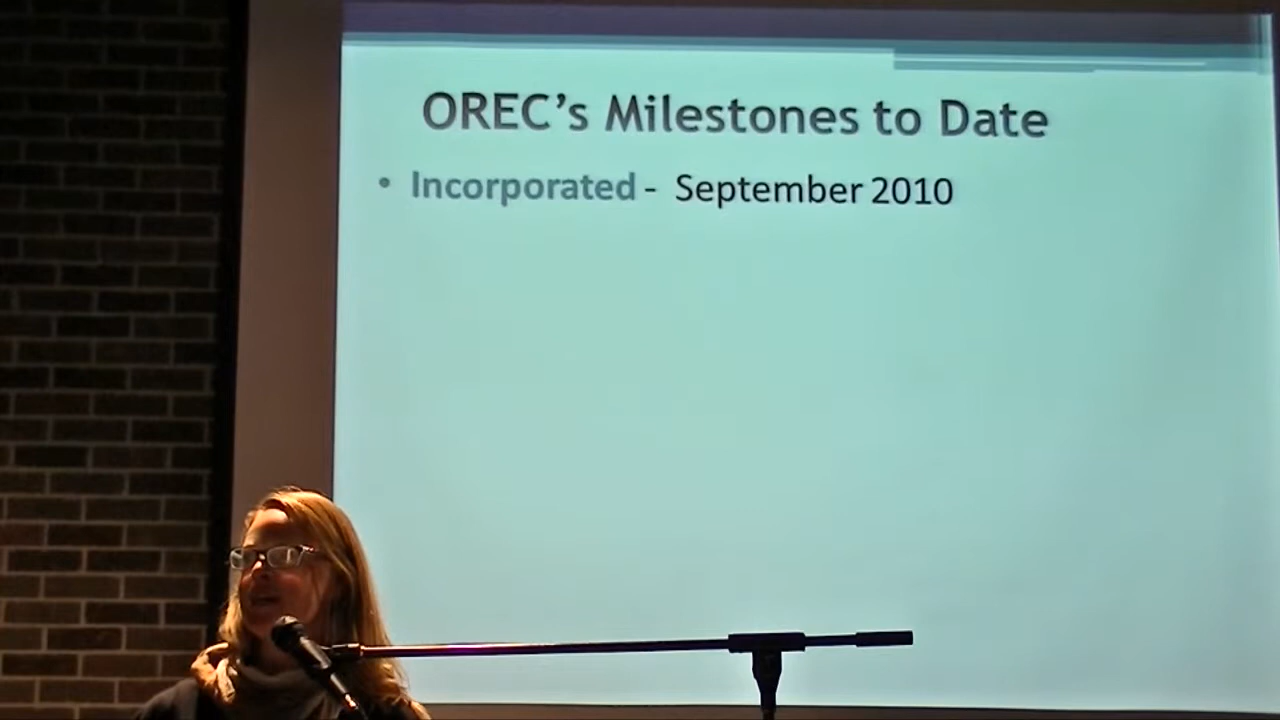 OREC’s Milestones to Date
• Incorporated - September 2010